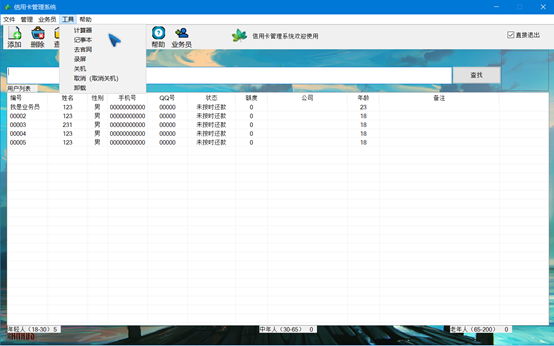 信用卡管理系统
文件 管理 业务员 工具 帮助
计算器
记事本
去官网
录屏
关机
取消（取消关机）
卸载
添加 删除 帮助 业务员
信用卡管理系统欢迎使用
直接退出
查找
用户列表
编号 姓名 性别 手机号 QQ号 状态 额度 公司 年龄 备注
我是业务员 123 男 00000000000 00000 未按时还款 0 23
00002 123 男 00000000000 00000 未按时还款 0 18
00003 231 男 00000000000 00000 未按时还款 0 18
00004 123 男 00000000000 00000 未按时还款 0 18
00005 123 男 00000000000 00000 未按时还款 0 18
年轻人（18-30）5 中年人（30-65） 0 老年人（65-200） 0